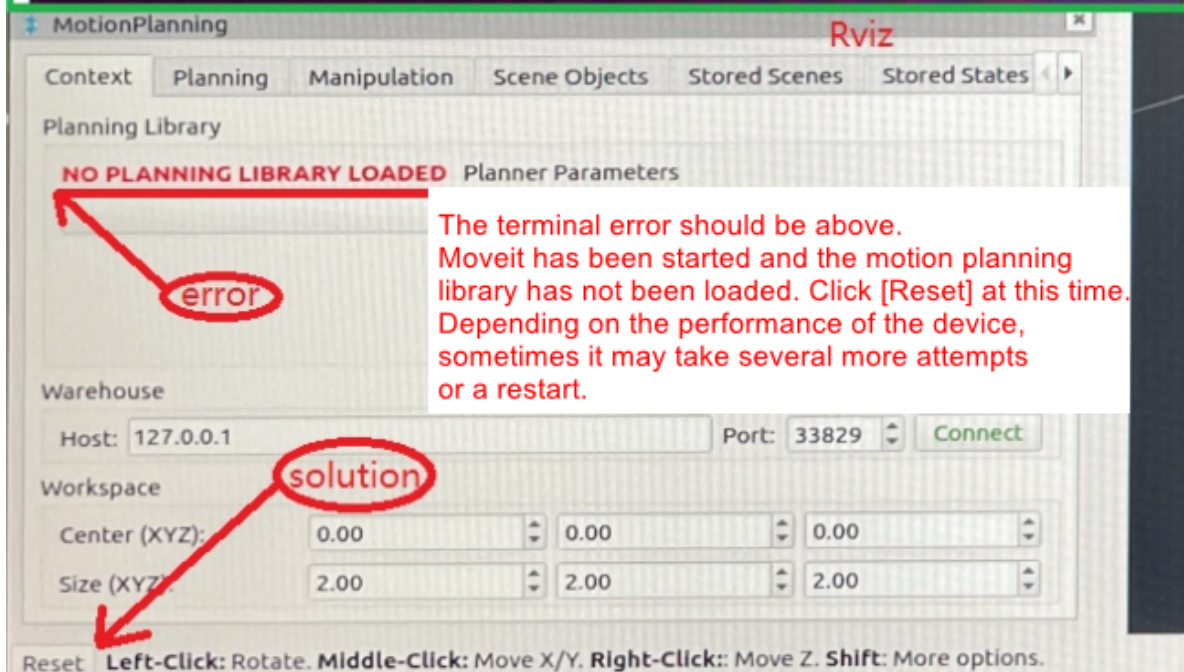 MotionPlanning
Rviz
Context Planning Manipulation Scene Objects Stored Scenes Stored States
Planning Library
NO PLANNING LIBRARY LOADED Planner Parameters
The terminal error should be above.
Moveit has been started and the motion planning
library has not been loaded. Click [Reset] at this time.
Depending on the performance of the device,
sometimes it may take several more attempts
or a restart.
error
Warehouse
Host: 127.0.0.1 Port: 33829 Connect
solution
Workspace
Center (XYZ): 0.00 0.00 0.00
Size (XYZ): 2.00 2.00 2.00
Reset Left-Click: Rotate. Middle-Click: Move X/Y. Right-Click:: Move Z. Shift: More options.